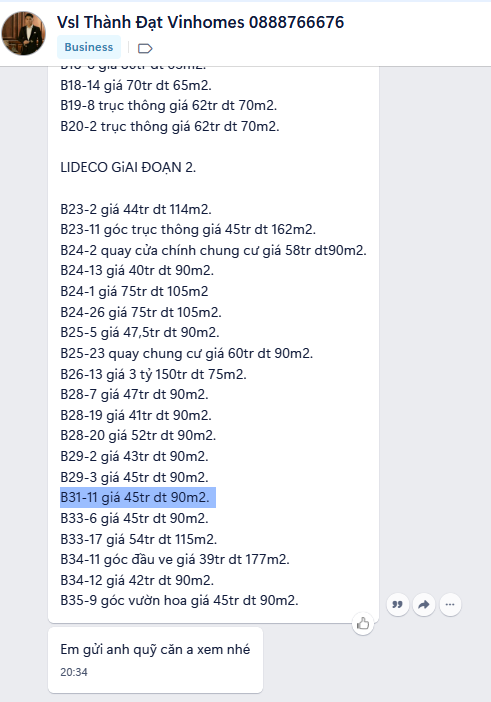 Vsl Thành Đạt Vinhomes 0888766676
Business
B18-14 giá 70tr dt 65m2.
B19-8 trục thông giá 62tr dt 70m2.
B20-2 trục thông giá 62tr dt 70m2.
LIDECO GiAI ĐOẠN 2.
B23-2 giá 44tr dt 114m2.
B23-11 góc trục thông giá 45tr dt 162m2.
B24-2 quay cửa chính chung cư giá 58tr dt90m2.
B24-13 giá 40tr dt 90m2.
B24-1 giá 75tr dt 105m2
B24-26 giá 75tr dt 105m2.
B25-5 giá 47,5tr dt 90m2.
B25-23 quay chung cư giá 60tr dt 90m2.
B26-13 giá 3 tỷ 150tr dt 75m2.
B28-7 giá 47tr dt 90m2.
B28-19 giá 41tr dt 90m2.
B28-20 giá 52tr dt 90m2.
B29-2 giá 43tr dt 90m2.
B29-3 giá 45tr dt 90m2.
B31-11 giá 45tr dt 90m2.
B33-6 giá 45tr dt 90m2.
B33-17 giá 54tr dt 115m2.
B34-11 góc đầu ve giá 39tr dt 177m2.
B34-12 giá 42tr dt 90m2.
B35-9 góc vườn hoa giá 45tr dt 90m2.
Em gửi anh quỹ căn a xem nhé
20:34